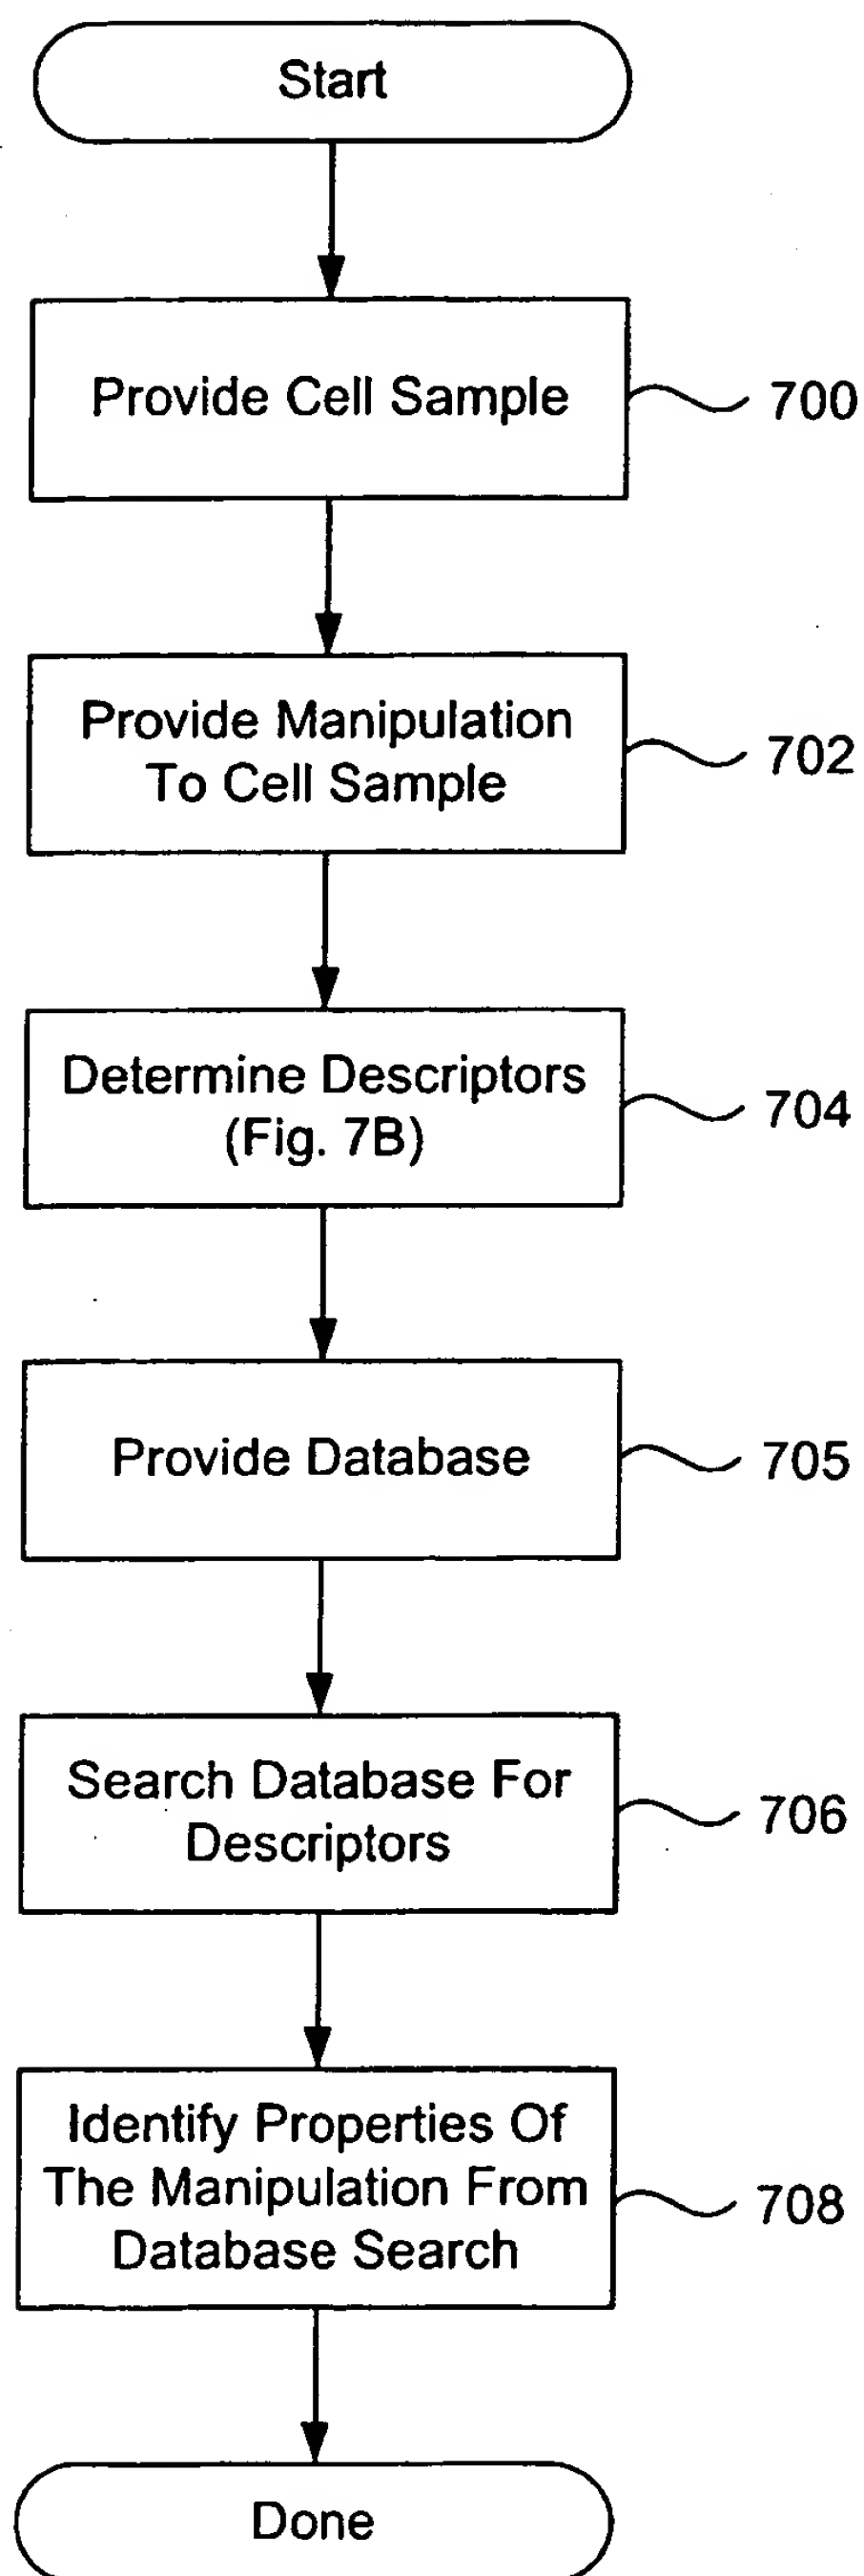 Start
Provide Cell Sample
700
Provide Manipulation
To Cell Sample
702
Determine Descriptors
(Fig. 7B)
704
Provide Database
705
Search Database For
Descriptors
706
Identify Properties Of
The Manipulation From
Database Search
708
Done